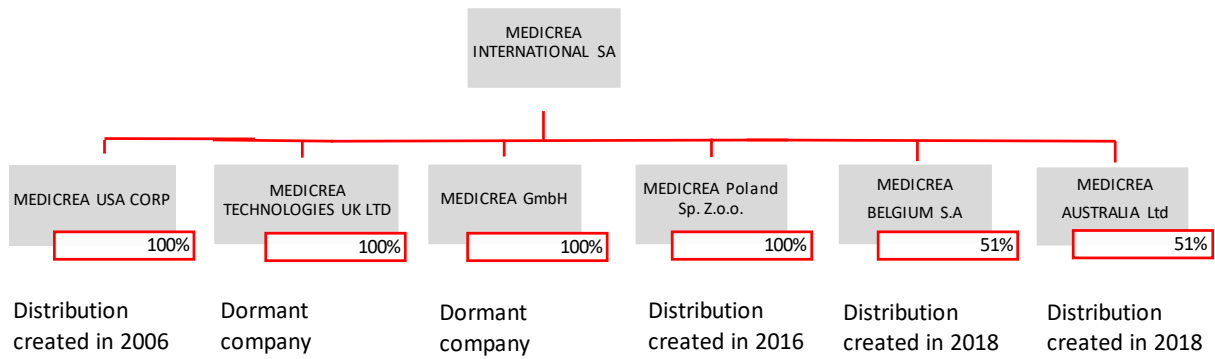 MEDICREA
INTERNATIONAL SA
MEDICREA USA CORP
100%
MEDICREA
TECHNOLOGIES UK LTD
100%
MEDICREA GmbH
100%
MEDICREA Poland
Sp. Z.o.o.
100%
MEDICREA
BELGIUM S.A
51%
MEDICREA
AUSTRALIA Ltd
51%
Distribution
created in 2006
Dormant
company
Dormant
company
Distribution
created in 2016
Distribution
created in 2018
Distribution
created in 2018